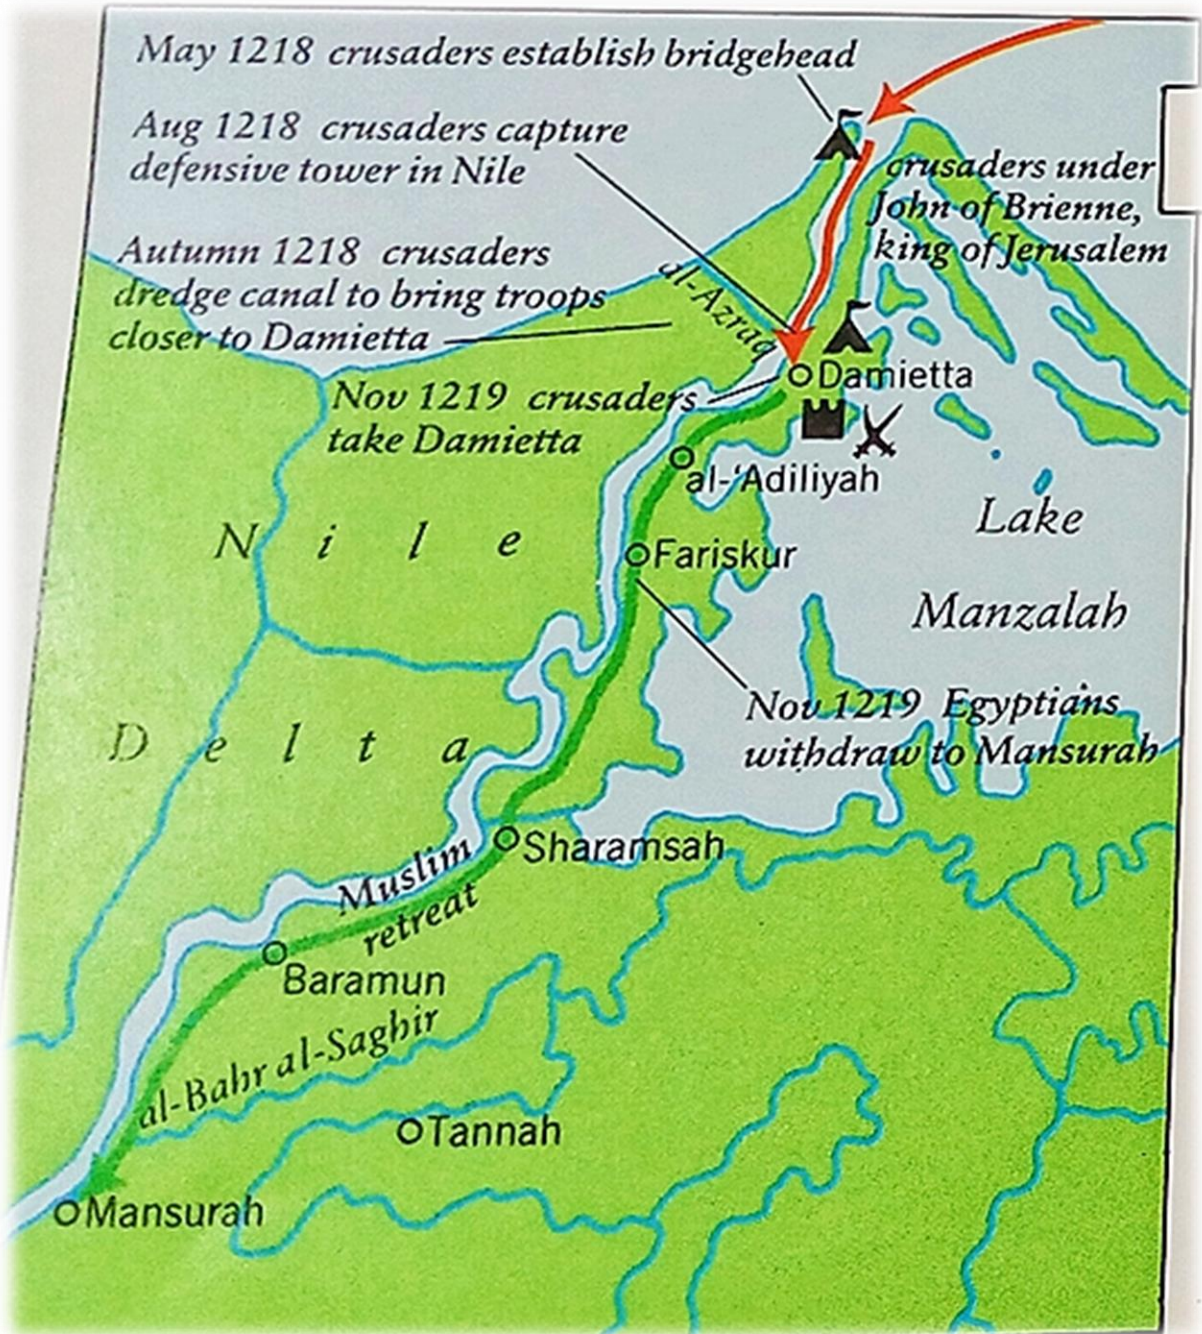 May 1218 crusaders establish bridgehead
Aug 1218 crusaders capture
defensive tower in Nile
crusaders under
John of Brienne,
king of Jerusalem
Autumn 1218 crusaders
dredge canal to bring troops
closer to Damietta
al-Azraq
Damietta
Nov 1219 crusaders
take Damietta
al-'Adiliyah
Lake
Manzalah
Nile
Fariskur
Nov 1219 Egyptians
withdraw to Mansurah
Delta
Sharamsah
Muslim
retreat
Baramun
al-Bahr al-Saghir
Tannah
Mansurah